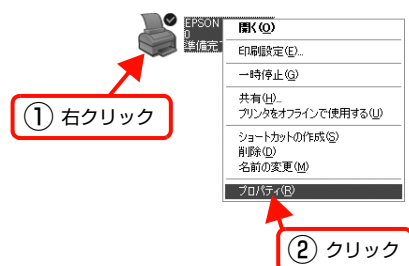 EPSON
0
準備完
開く(O)
印刷設定(E)...
一時停止(G)
共有(H)...
プリンタをオフラインで使用する(U)
ショートカットの作成(S)
削除(D)
名前の変更(M)
プロパティ(R)
① 右クリック
② クリック